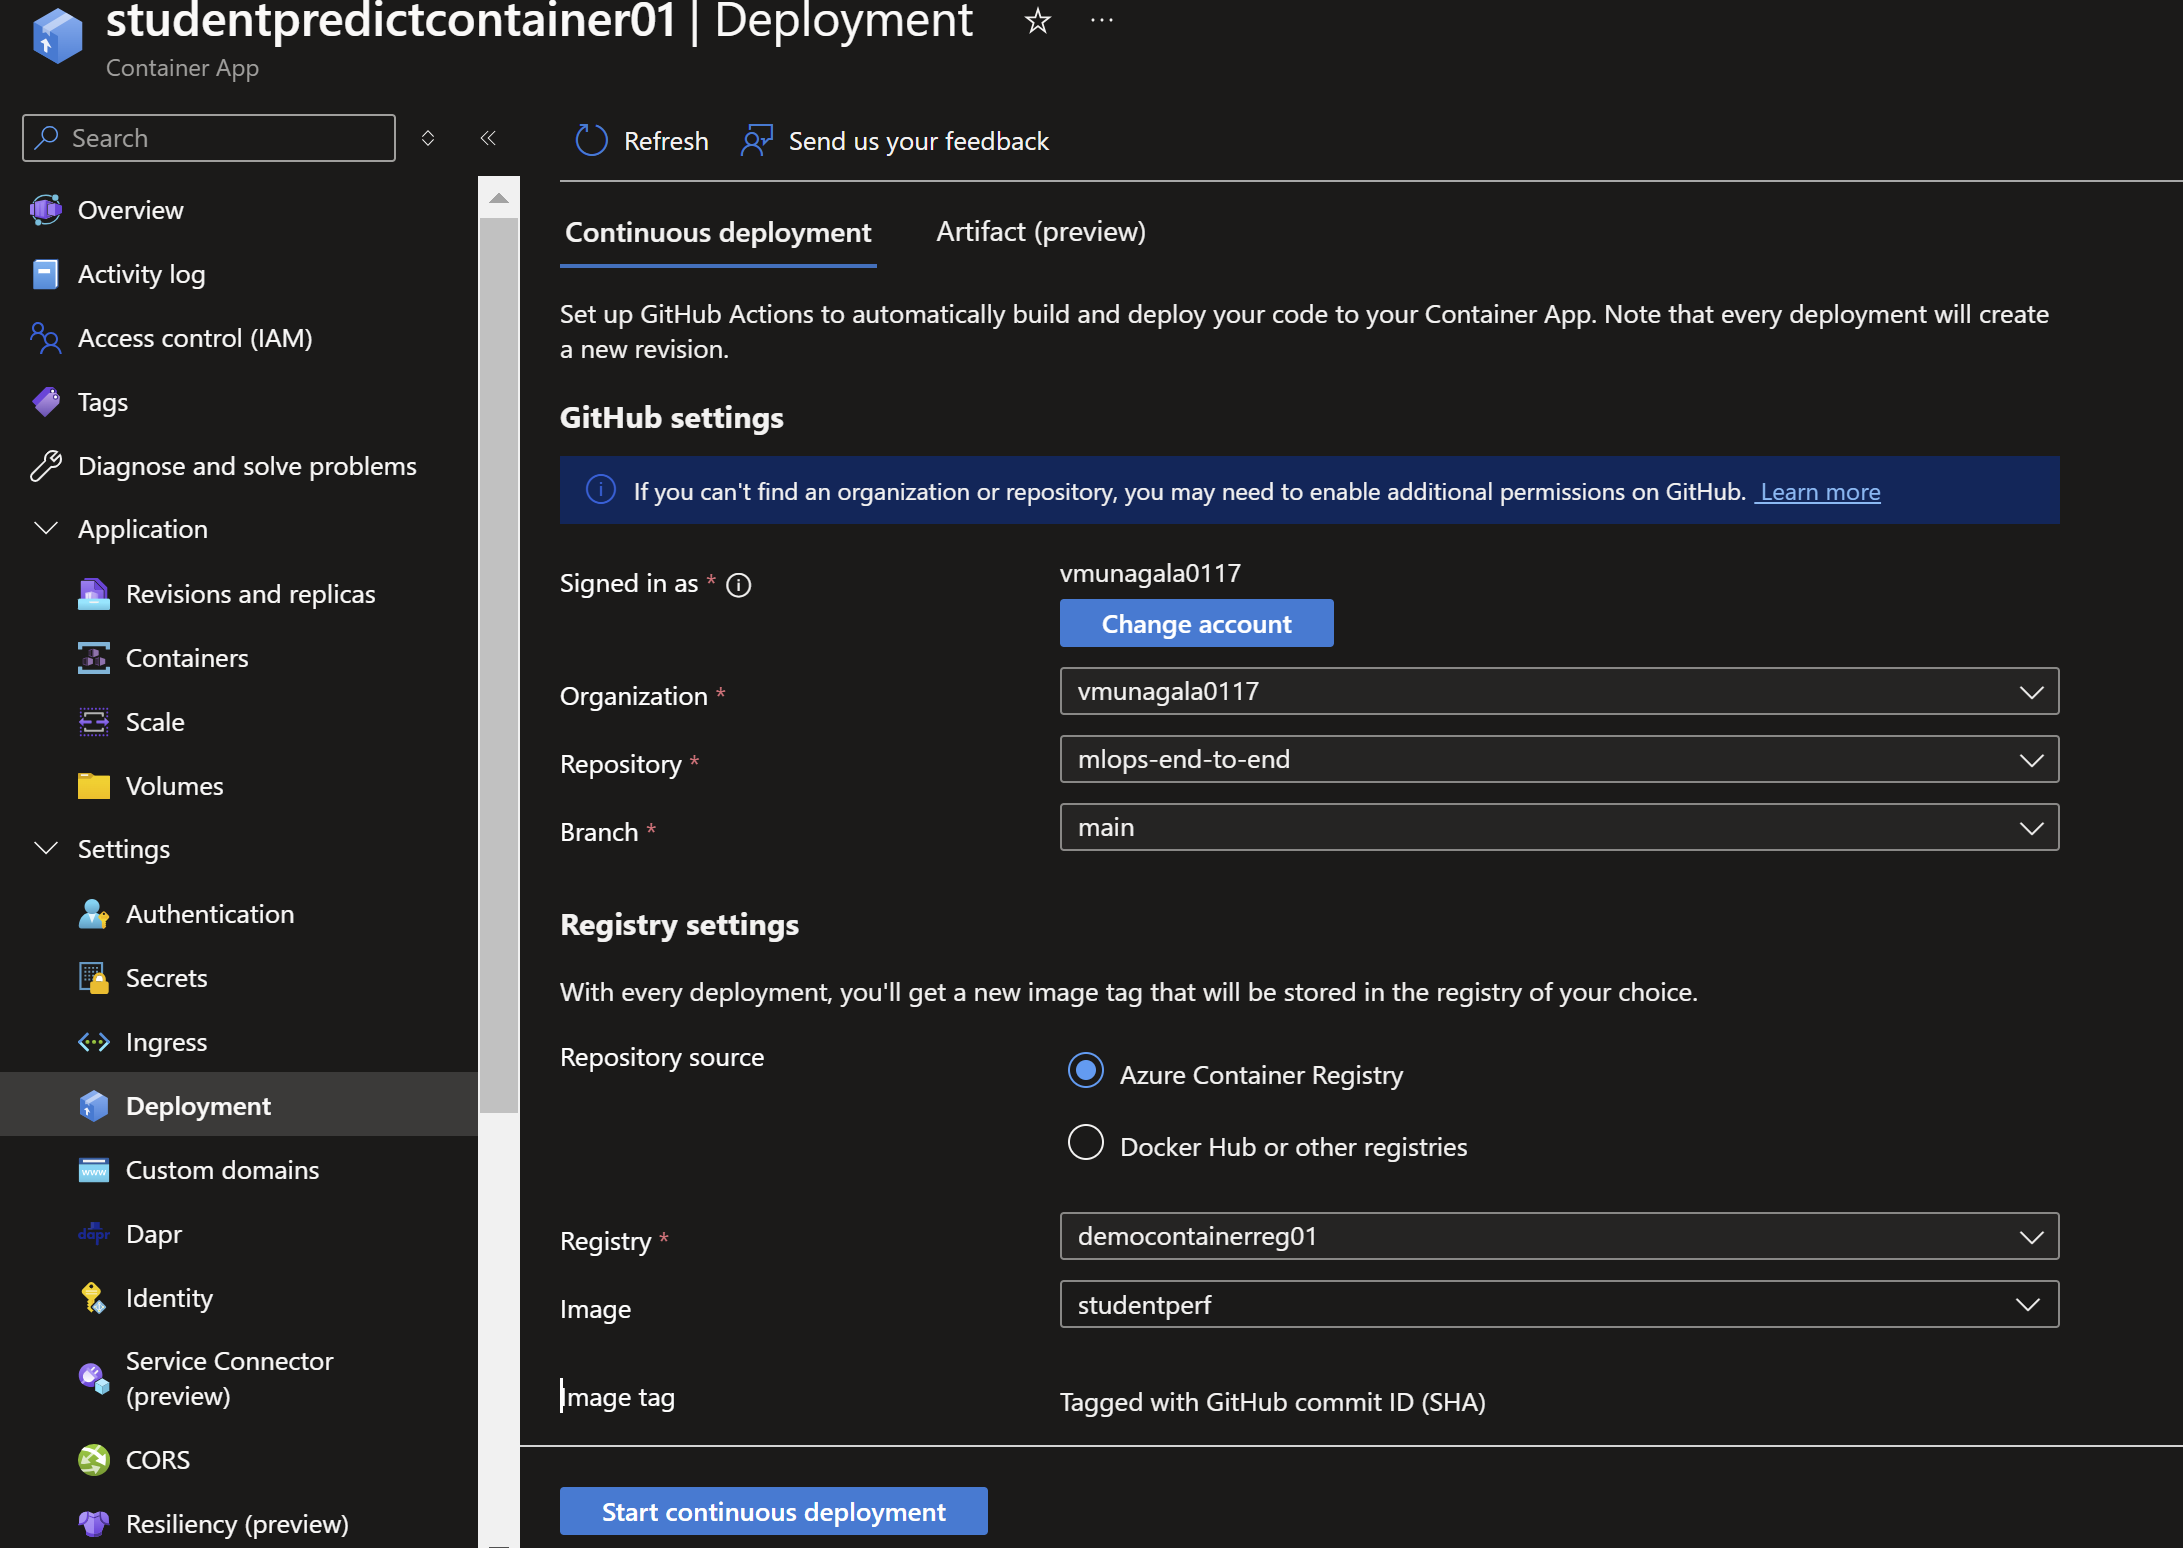 studentpredictcontainer01 | Deployment
Container App
Search
Refresh
Send us your feedback
Overview
Activity log
Access control (IAM)
Tags
Diagnose and solve problems
Application
Revisions and replicas
Containers
Scale
Volumes
Settings
Authentication
Secrets
Ingress
Deployment
Custom domains
Dapr
Identity
Service Connector
(preview)
CORS
Resiliency (preview)
Continuous deployment
Artifact (preview)
Set up GitHub Actions to automatically build and deploy your code to your Container App. Note that every deployment will create
a new revision.
GitHub settings
If you can't find an organization or repository, you may need to enable additional permissions on GitHub. Learn more
Signed in as *
vmunagala0117
Change account
Organization *
vmunagala0117
Repository *
mlops-end-to-end
Branch *
main
Registry settings
With every deployment, you'll get a new image tag that will be stored in the registry of your choice.
Repository source
Azure Container Registry
Docker Hub or other registries
Registry *
democontainerreg01
Image
studentperf
Image tag
Tagged with GitHub commit ID (SHA)
Start continuous deployment